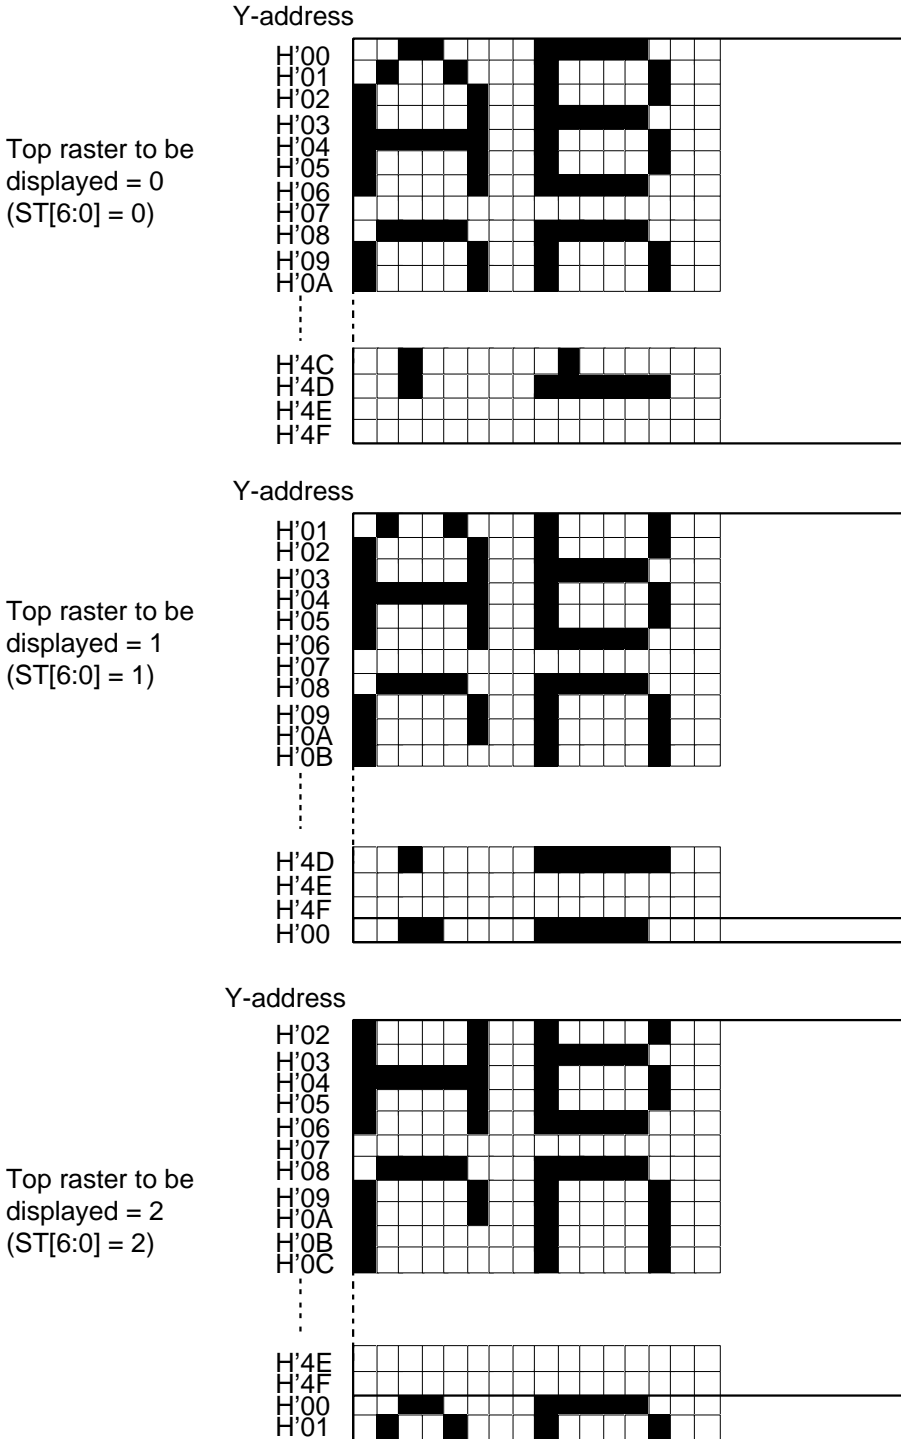 Y-address
H'00
H'01
H'02
H'03
H'04
H'05
H'06
H'07
H'08
H'09
H'0A
Top raster to be
displayed = 0
(ST[6:0] = 0)
H'4C
H'4D
H'4E
H'4F
Y-address
H'01
H'02
H'03
H'04
H'05
H'06
H'07
H'08
H'09
H'0A
H'0B
Top raster to be
displayed = 1
(ST[6:0] = 1)
H'4D
H'4E
H'4F
H'00
Y-address
H'02
H'03
H'04
H'05
H'06
H'07
H'08
H'09
H'0A
H'0B
H'0C
Top raster to be
displayed = 2
(ST[6:0] = 2)
H'4E
H'4F
H'00
H'01